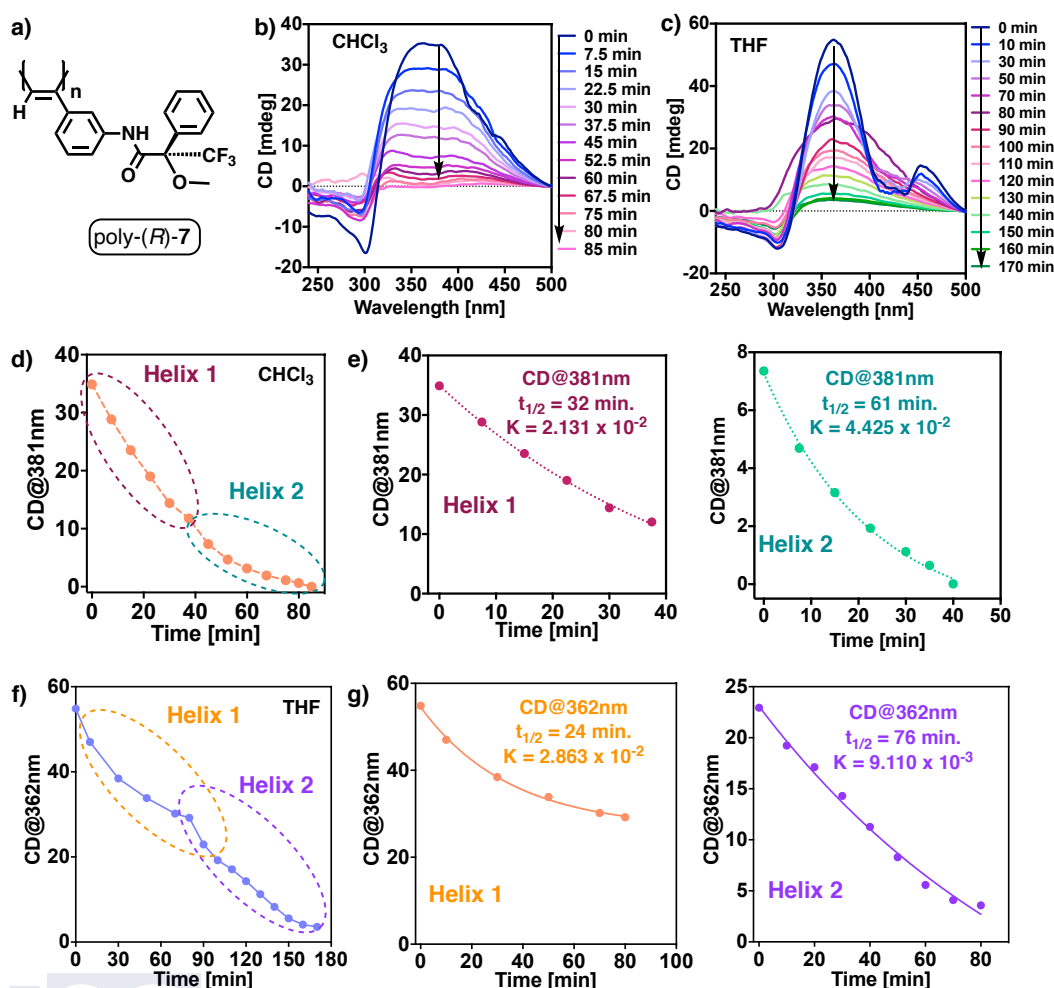 a)
( ) n
H
NH
O
CF3
O
poly-(R)-7
b)
CHCl3
CD [mdeg]
40
30
20
10
0
-10
-20
250 300 350 400 450 500
Wavelength [nm]
0 min
7.5 min
15 min
22.5 min
30 min
37.5 min
45 min
52.5 min
60 min
67.5 min
75 min
80 min
85 min
c)
THF
CD [mdeg]
60
40
20
0
-20
250 300 350 400 450 500
Wavelength [nm]
0 min
10 min
30 min
50 min
70 min
80 min
90 min
100 min
110 min
120 min
130 min
140 min
150 min
160 min
170 min
d)
Helix 1
CHCl3
Helix 2
CD@381nm
40
30
20
10
0
0 20 40 60 80
Time [min]
e)
CD@381nm
t1/2 = 32 min.
K = 2.131 x 10-2
Helix 1
CD@381nm
40
30
20
10
0
0 10 20 30 40
Time [min]
CD@381nm
t1/2 = 61 min.
K = 4.425 x 10-2
Helix 2
CD@381nm
8
6
4
2
0
0 10 20 30 40 50
Time [min]
f)
Helix 1
THF
Helix 2
CD@362nm
60
40
20
0
0 30 60 90 120 150 180
Time [min]
g)
CD@362nm
t1/2 = 24 min.
K = 2.863 x 10-2
Helix 1
CD@362nm
60
40
20
0
0 20 40 60 80 100
Time [min]
CD@362nm
t1/2 = 76 min.
K = 9.110 x 10-3
Helix 2
CD@362nm
25
20
15
10
5
0
0 20 40 60 80
Time [min]